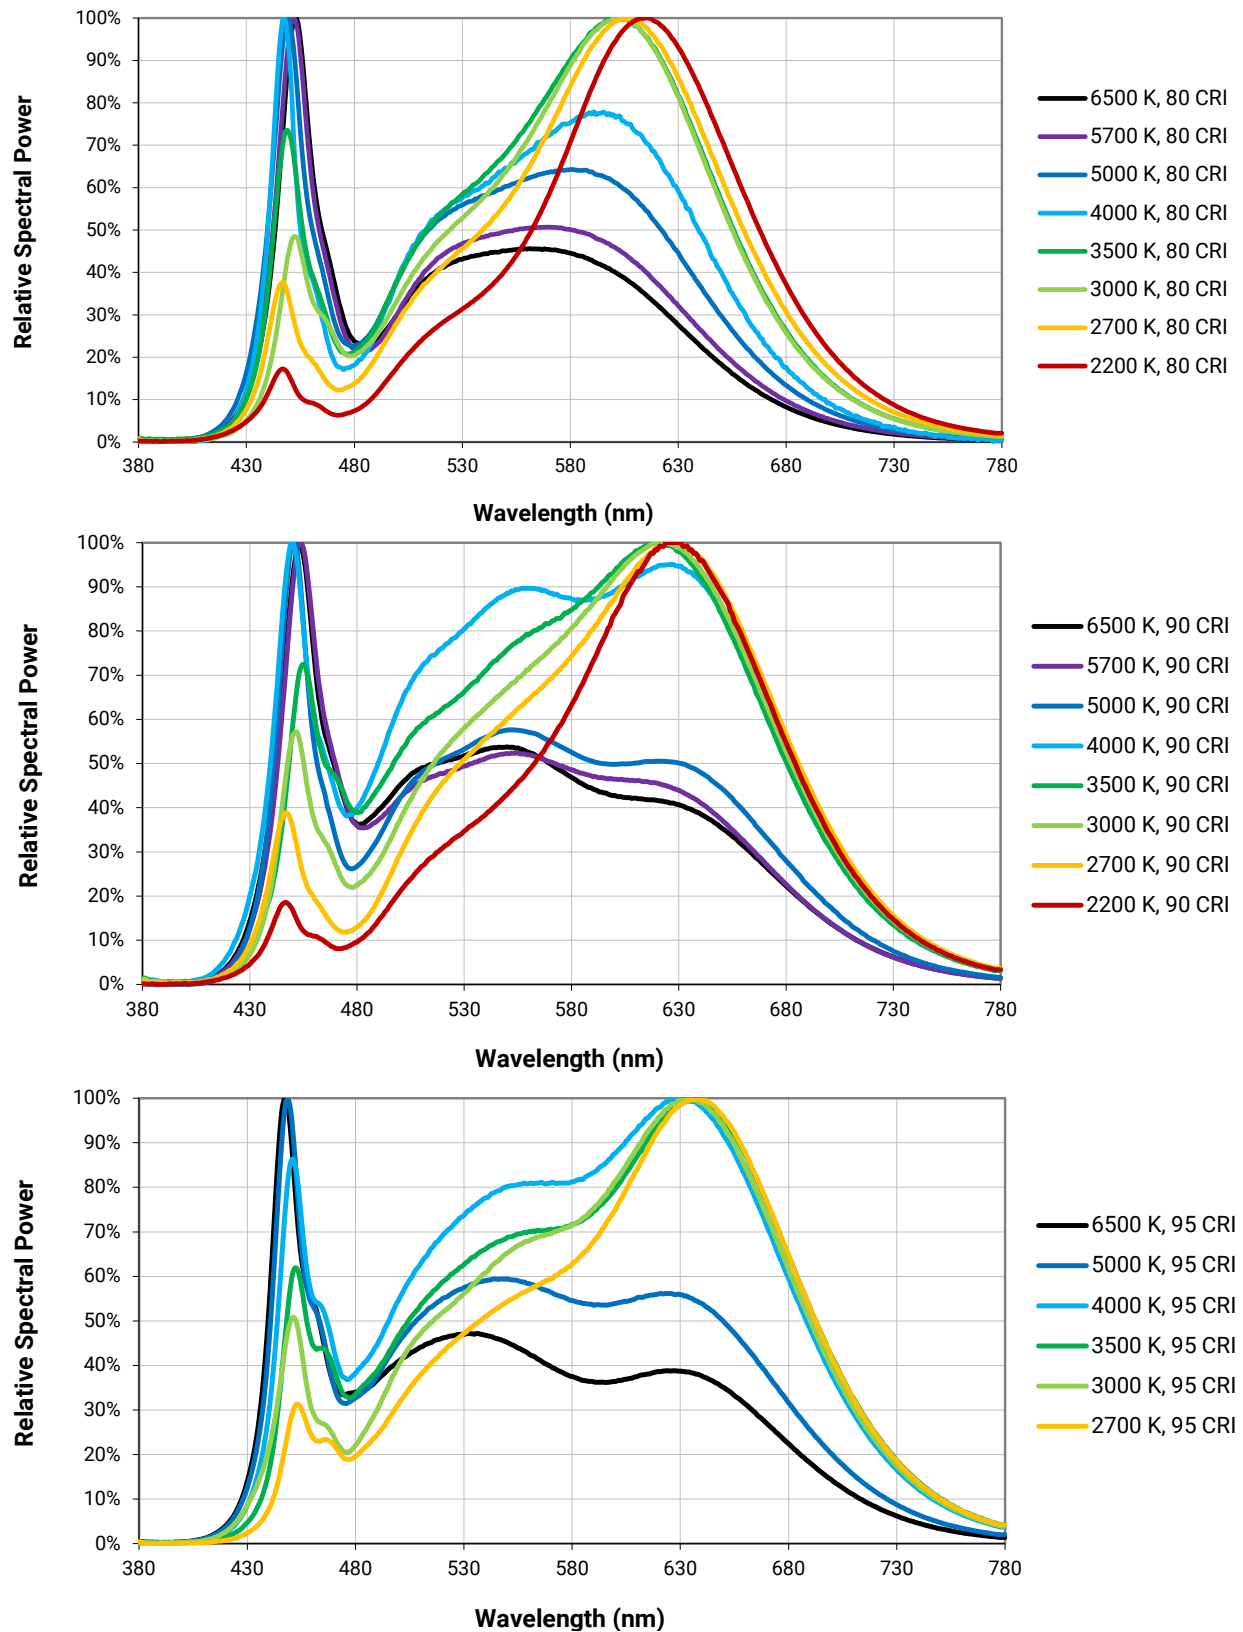 Relative Spectral Power
100%
90%
80%
70%
60%
50%
40%
30%
20%
10%
0%
380 430 480 530 580 630 680 730 780
Wavelength (nm)
6500 K, 80 CRI
5700 K, 80 CRI
5000 K, 80 CRI
4000 K, 80 CRI
3500 K, 80 CRI
3000 K, 80 CRI
2700 K, 80 CRI
2200 K, 80 CRI
Relative Spectral Power
100%
90%
80%
70%
60%
50%
40%
30%
20%
10%
0%
380 430 480 530 580 630 680 730 780
Wavelength (nm)
6500 K, 90 CRI
5700 K, 90 CRI
5000 K, 90 CRI
4000 K, 90 CRI
3500 K, 90 CRI
3000 K, 90 CRI
2700 K, 90 CRI
2200 K, 90 CRI
Relative Spectral Power
100%
90%
80%
70%
60%
50%
40%
30%
20%
10%
0%
380 430 480 530 580 630 680 730 780
Wavelength (nm)
6500 K, 95 CRI
5000 K, 95 CRI
4000 K, 95 CRI
3500 K, 95 CRI
3000 K, 95 CRI
2700 K, 95 CRI